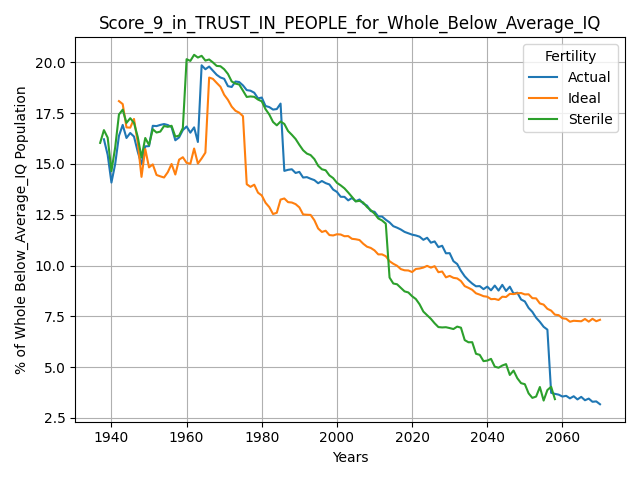 Score_9_in_TRUST_IN_PEOPLE_for_Whole_Below_Average_IQ
Fertility
Actual
Ideal
Sterile
% of Whole Below_Average_IQ Population
20.0
17.5
15.0
12.5
10.0
7.5
5.0
2.5
1940 1960 1980 2000 2020 2040 2060
Years